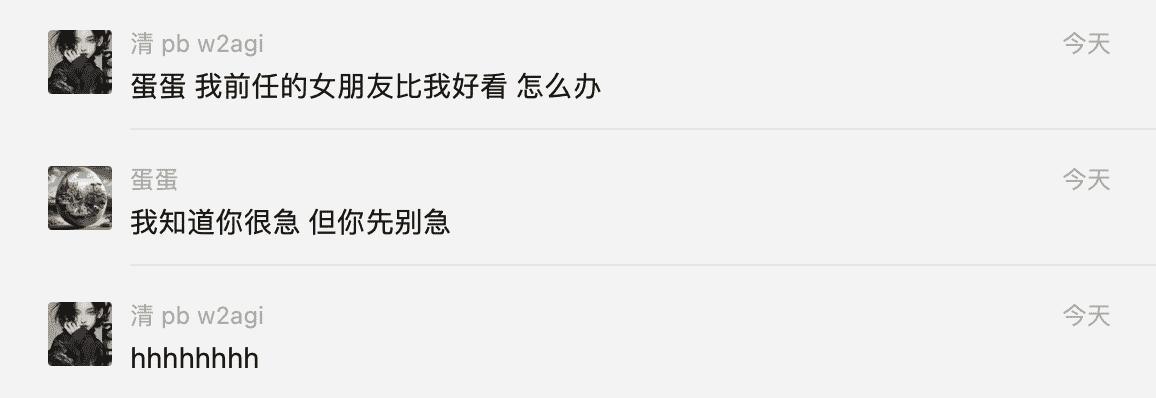 清 pb w2agi 今天
蛋蛋 我前任的女朋友比我好看 怎么办
蛋蛋 今天
我知道你很急 但你先别急
清 pb w2agi 今天
hhhhhhhh